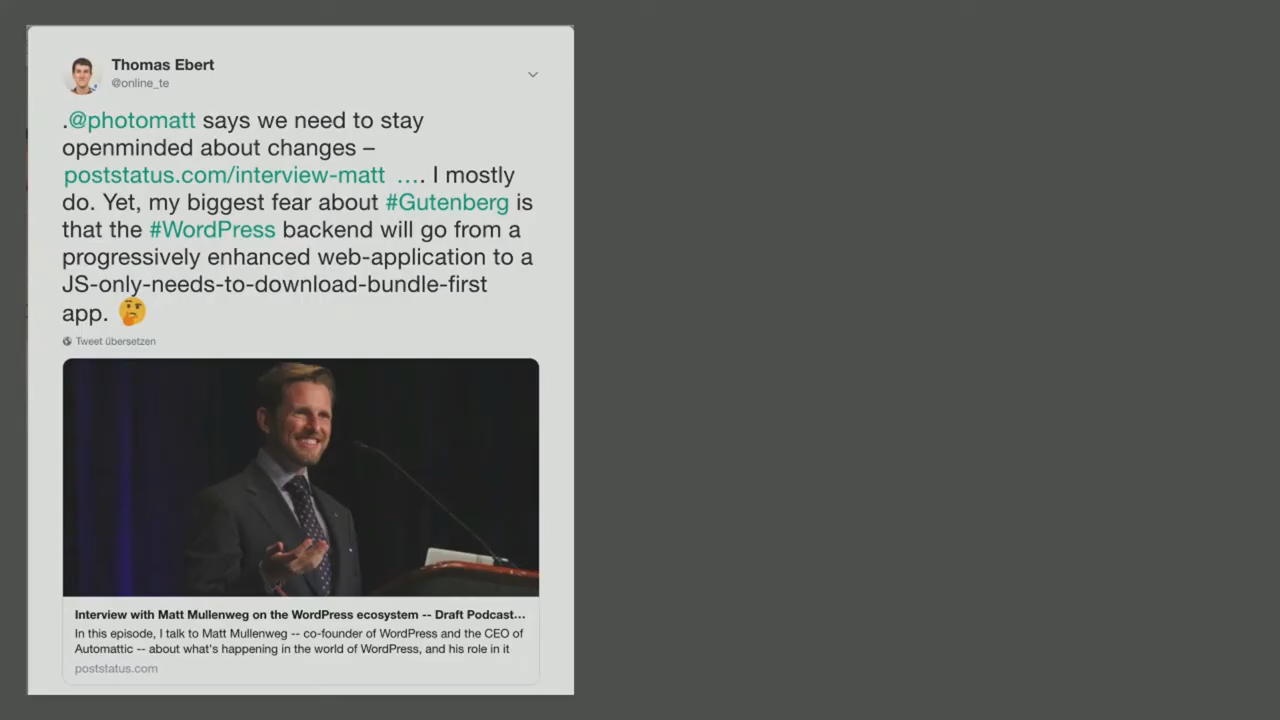 Thomas Ebert
@online_te
.@photomatt says we need to stay
openminded about changes –
poststatus.com/interview-matt …. I mostly
do. Yet, my biggest fear about #Gutenberg is
that the #WordPress backend will go from a
progressively enhanced web-application to a
JS-only-needs-to-download-bundle-first
app. 🤔
Tweet übersetzen
Interview with Matt Mullenweg on the WordPress ecosystem -- Draft Podcast...
In this episode, I talk to Matt Mullenweg -- co-founder of WordPress and the CEO of
Automattic -- about what's happening in the world of WordPress, and his role in it
poststatus.com